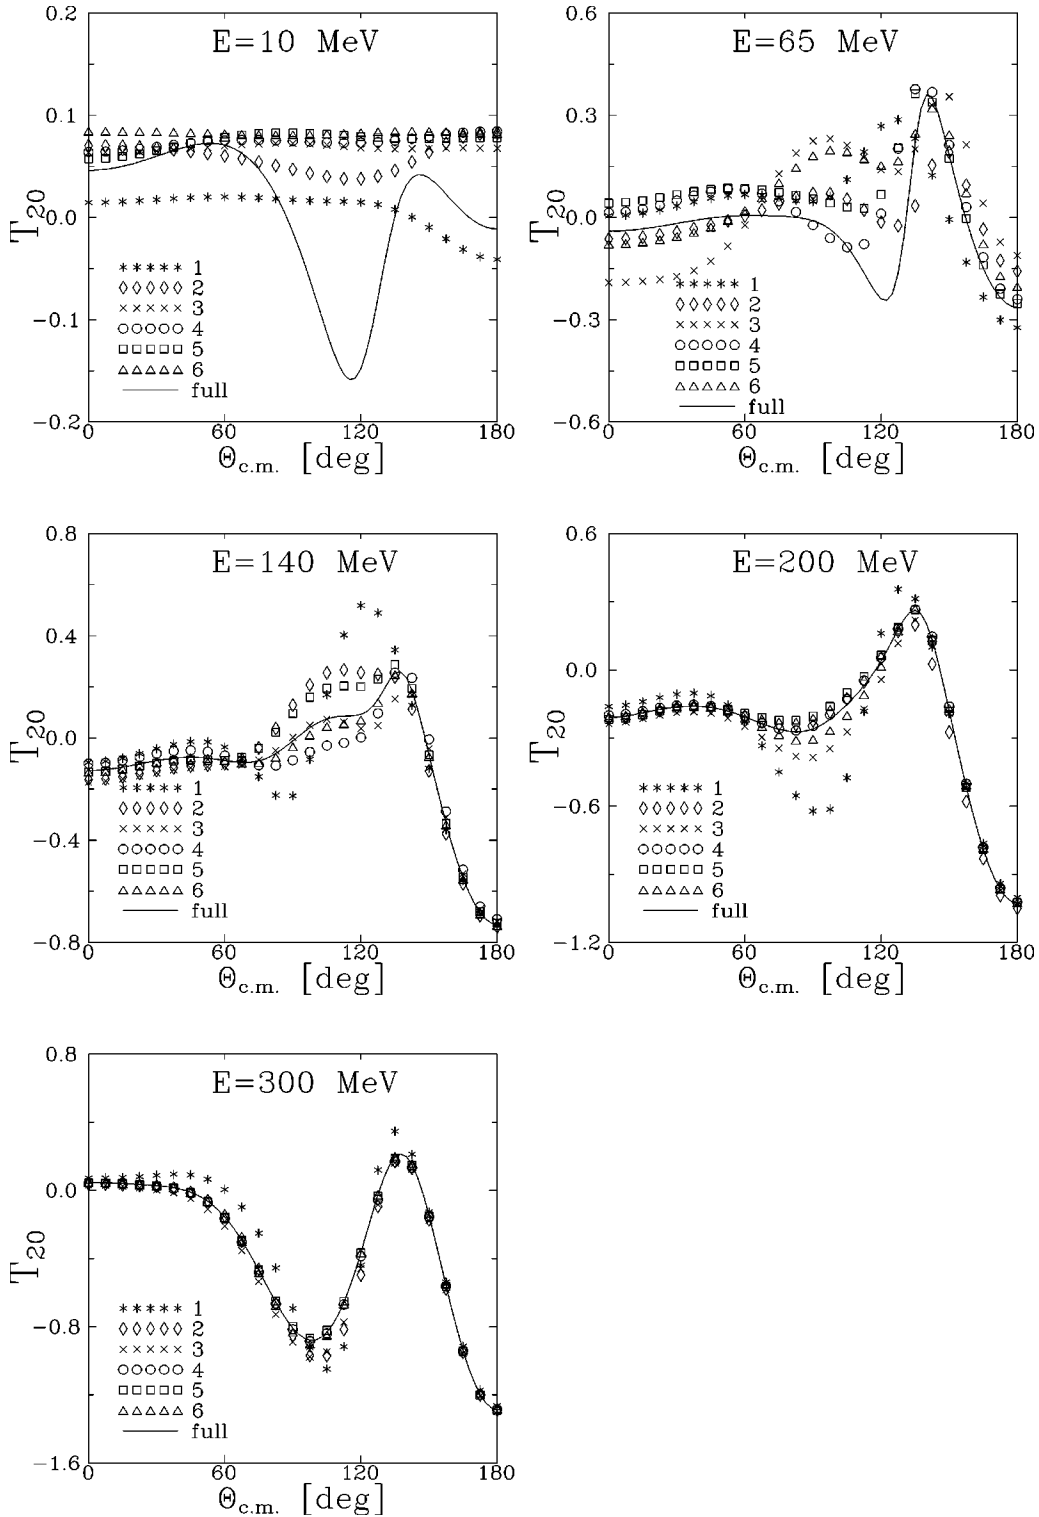 E=10 MeV
T20
0.2
0.1
0.0
−0.1
−0.2
1
2
3
4
5
6
full
0 60 120 180
Θc.m. [deg]
E=65 MeV
T20
0.6
0.3
0.0
−0.3
−0.6
1
2
3
4
5
6
full
0 60 120 180
Θc.m. [deg]
E=140 MeV
T20
0.8
0.4
0.0
−0.4
−0.8
1
2
3
4
5
6
full
0 60 120 180
Θc.m. [deg]
E=200 MeV
T20
0.6
0.0
−0.6
−1.2
1
2
3
4
5
6
full
0 60 120 180
Θc.m. [deg]
E=300 MeV
T20
0.8
0.0
−0.8
−1.6
1
2
3
4
5
6
full
0 60 120 180
Θc.m. [deg]